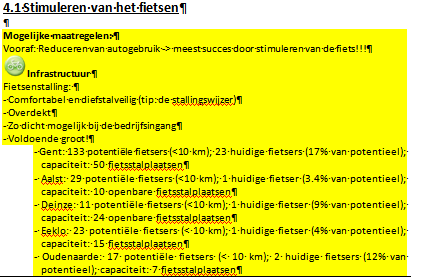 4.1 Stimuleren van het fietsen¶
¶
Mogelijke maatregelen:¶
Vooraf: Reduceren van autogebruik -> meest succes door stimuleren van de fiets!!!¶
Infrastructuur¶
Fietsenstalling:¶
-Comfortabel en diefstalveilig (tip: de stallingswijzer)¶
-Overdekt¶
-Zo dicht mogelijk bij de bedrijfsingang¶
-Voldoende groot!¶
-Gent: 133 potentiële fietsers (<10 km); 23 huidige fietsers (17% van potentieel);
capaciteit: 50 fietsstalplaatsen¶
- Aalst: 29 potentiële fietsers (<10 km); 1 huidige fietser (3.4% van potentieel);
capaciteit: 10 openbare fietsstalplaatsen¶
- Deinze: 11 potentiële fietsers (<10 km); 1 huidige fietser (9% van potentieel);
capaciteit: 24 openbare fietsstalplaatsen¶
- Eeklo: 23 potentiële fietsers (<10 km); 1 huidige fietser (4% van potentieel);
capaciteit: 15 fietsstalplaatsen¶
- Oudenaarde: 17 potentiële fietsers (< 10 km); 2 huidige fietsers (12% van
potentieel); capaciteit: 7 fietsstalplaatsen¶